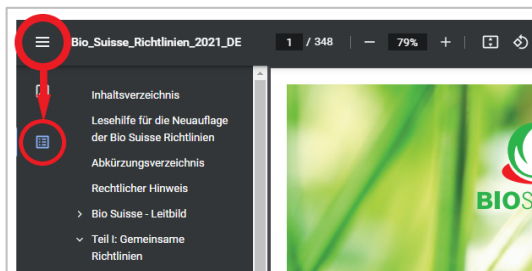 Bio_Suisse_Richtlinien_2021_DE 1 / 348 79%
Inhaltsverzeichnis
Lesehilfe für die Neuauflage
der Bio Suisse Richtlinien
Abkürzungsverzeichnis
Rechtlicher Hinweis
Bio Suisse - Leitbild
Teil I: Gemeinsame
Richtlinien
BIOS